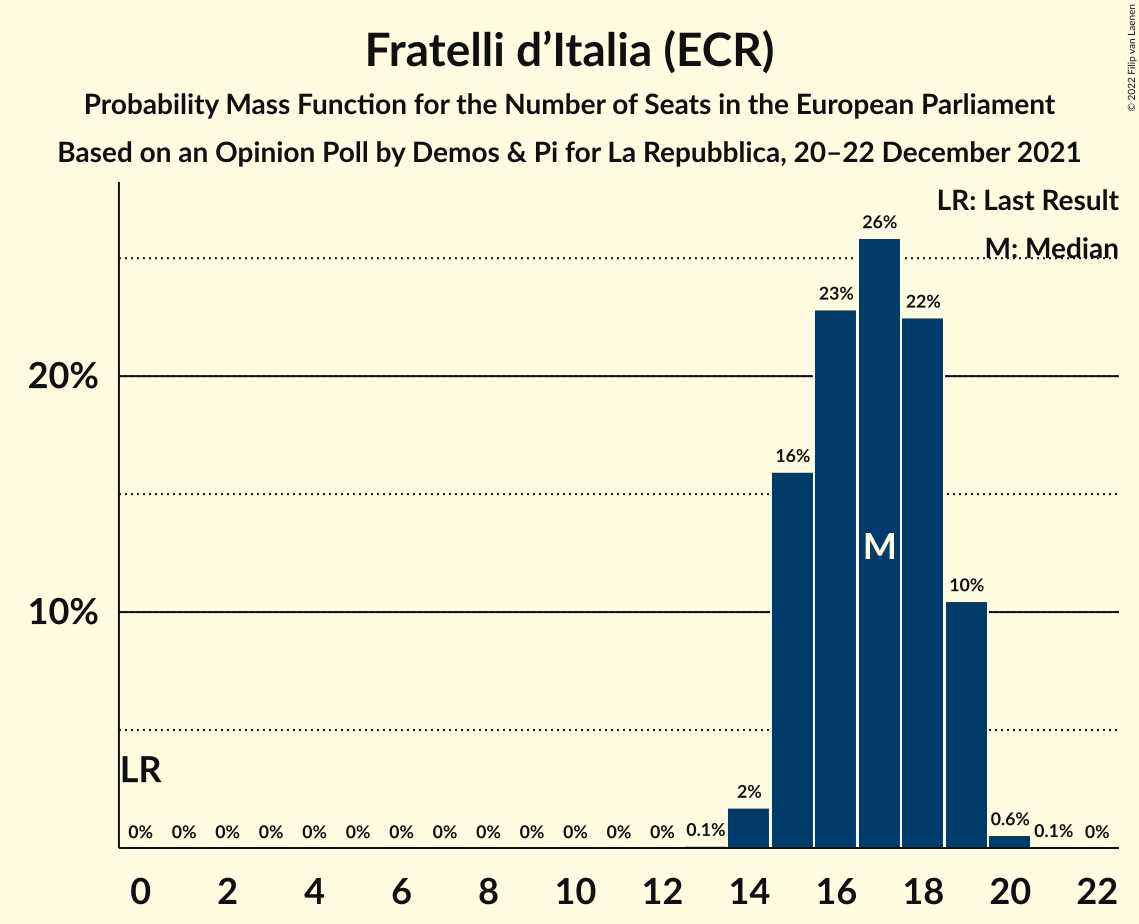 Fratelli d’Italia (ECR)
Probability Mass Function for the Number of Seats in the European Parliament
Based on an Opinion Poll by Demos & Pi for La Repubblica, 20–22 December 2021
© 2022 Filip van Laenen
LR: Last Result
M: Median
26%
23%
22%
20%
16%
M
10%
10%
LR
2%
0% 0% 0% 0% 0% 0% 0% 0% 0% 0% 0% 0% 0% 0.1% 0.6% 0.1% 0%
0 2 4 6 8 10 12 14 16 18 20 22